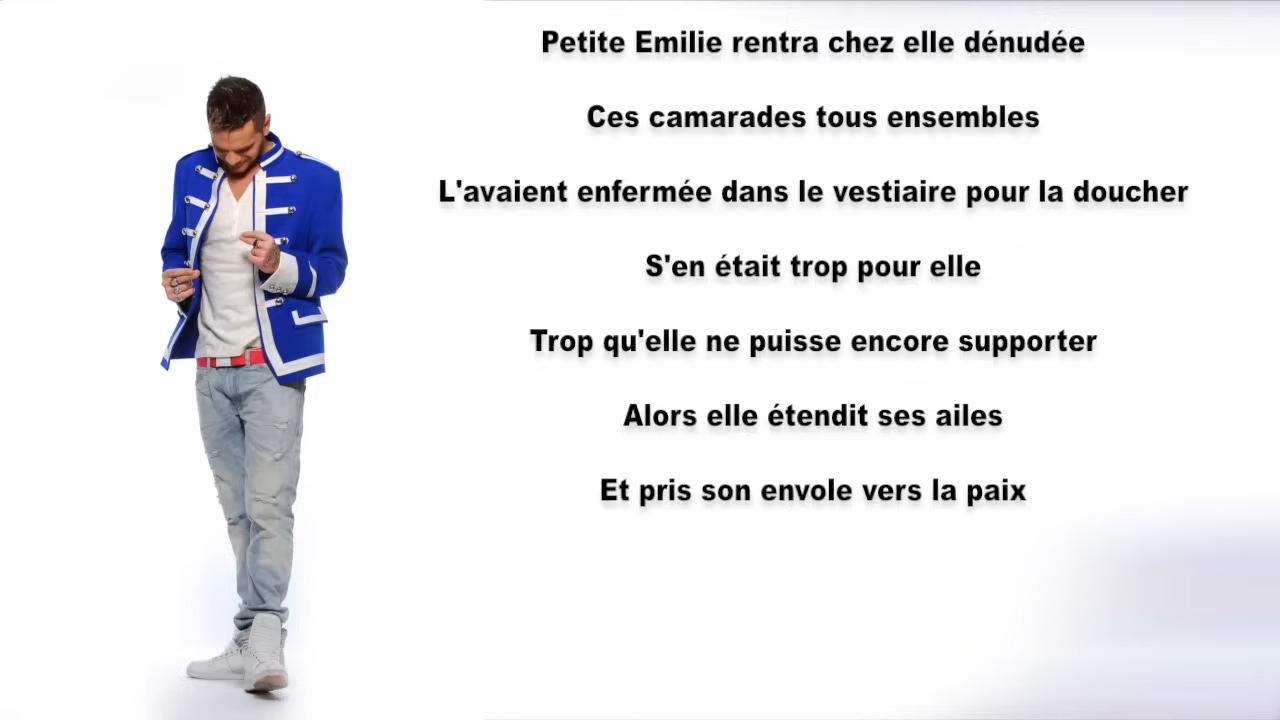 Petite Emilie rentra chez elle dénudée
Ces camarades tous ensembles
L'avaient enfermée dans le vestiaire pour la doucher
S'en était trop pour elle
Trop qu'elle ne puisse encore supporter
Alors elle étendit ses ailes
Et pris son envole vers la paix